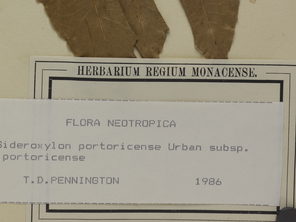 HERBARIUM REGIUM MONACENSE.
FLORA NEOTROPICA
Sideroxylon portoricense Urban subsp.
portoricense
T.D.PENNINGTON 1986